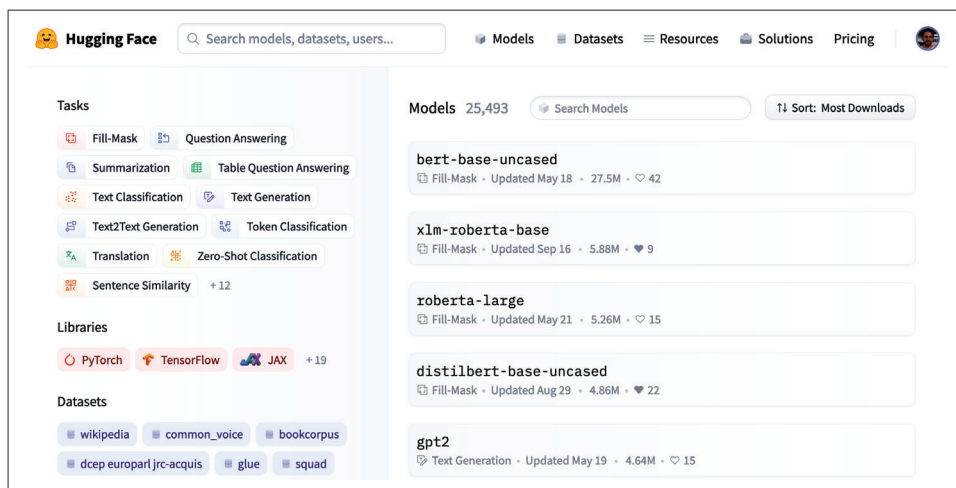 Hugging Face
Search models, datasets, users...
Models
Datasets
Resources
Solutions
Pricing
Tasks
Fill-Mask Question Answering
Summarization Table Question Answering
Text Classification Text Generation
Text2Text Generation Token Classification
Translation Zero-Shot Classification
Sentence Similarity +12
Libraries
PyTorch TensorFlow JAX +19
Datasets
wikipedia common_voice bookcorpus
dcep europarl jrc-acquis glue squad
Models 25,493 Search Models ↑↓ Sort: Most Downloads
bert-base-uncased
Fill-Mask • Updated May 18 • 27.5M • ♡ 42
xlm-roberta-base
Fill-Mask • Updated Sep 16 • 5.88M • ♥ 9
roberta-large
Fill-Mask • Updated May 21 • 5.26M • ♡ 15
distilbert-base-uncased
Fill-Mask • Updated Aug 29 • 4.86M • ♥ 22
gpt2
Text Generation • Updated May 19 • 4.64M • ♡ 15